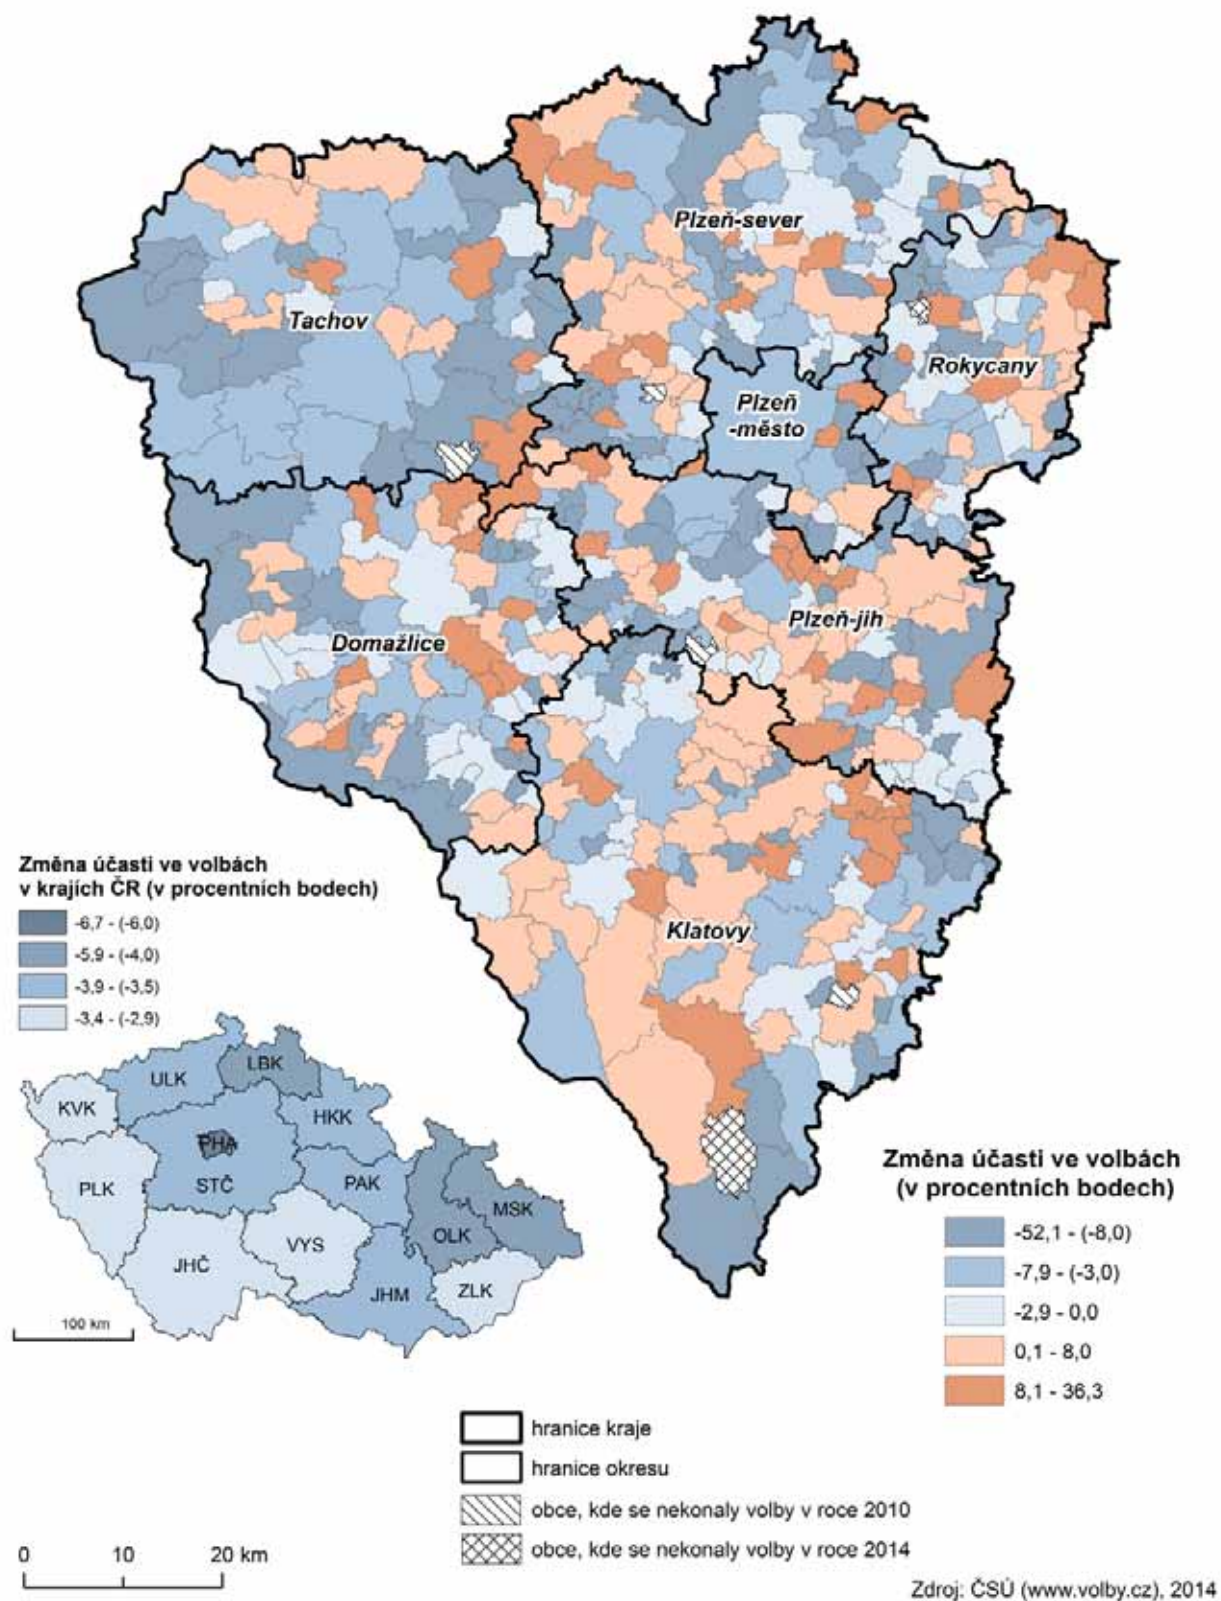 Plzeň-sever
Tachov
Rokycany
Plzeň
-město
Plzeň-jih
Domažlice
Klatovy
Změna účasti ve volbách
v krajích ČR (v procentních bodech)
-6,7 - (-6,0)
-5,9 - (-4,0)
-3,9 - (-3,5)
-3,4 - (-2,9)
LBK
ULK
KVK
HKK
PHA
PLK
STČ
PAK
MSK
OLK
VYS
JHČ
ZLK
JHM
100 km
Změna účasti ve volbách
(v procentních bodech)
-52,1 - (-8,0)
-7,9 - (-3,0)
-2,9 - 0,0
0,1 - 8,0
8,1 - 36,3
hranice kraje
hranice okresu
obce, kde se nekonaly volby v roce 2010
obce, kde se nekonaly volby v roce 2014
0 10 20 km
Zdroj: ČSÚ (www.volby.cz), 2014